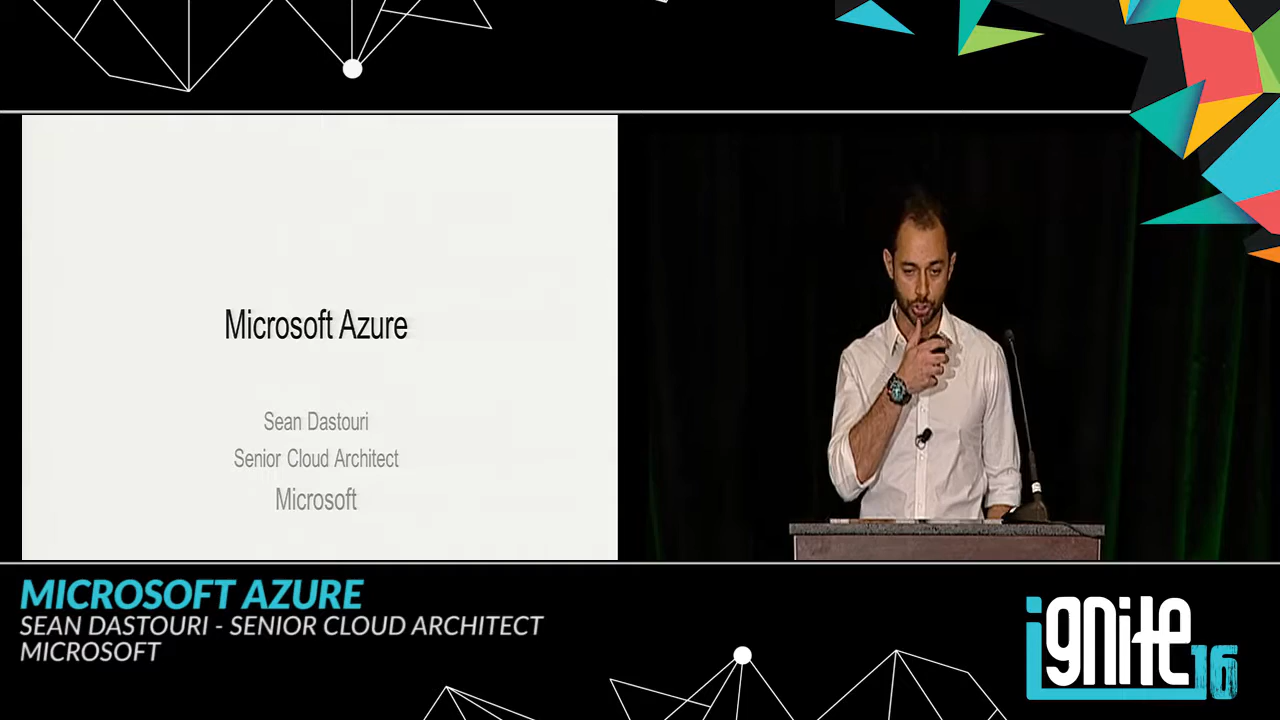 Microsoft Azure
Sean Dastouri
Senior Cloud Architect
Microsoft
MICROSOFT AZURE
SEAN DASTOURI - SENIOR CLOUD ARCHITECT
MICROSOFT
ignite16